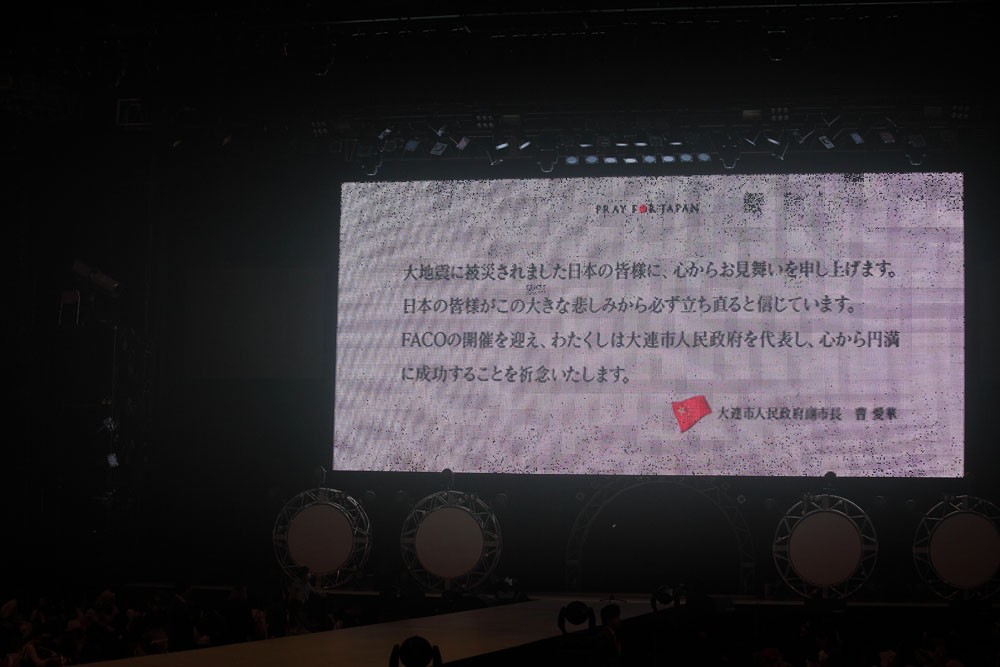 PRAY FOR JAPAN
大地震に被災されました日本の皆様に、心からお見舞いを申し上げます。
日本の皆様がこの大きな悲しみから必ず立ち直ると信じています。
FACOの開催を迎え、わたくしは大連市人民政府を代表し、心から円満
に成功することを祈念いたします。
大連市人民政府副市長 曹 愛華